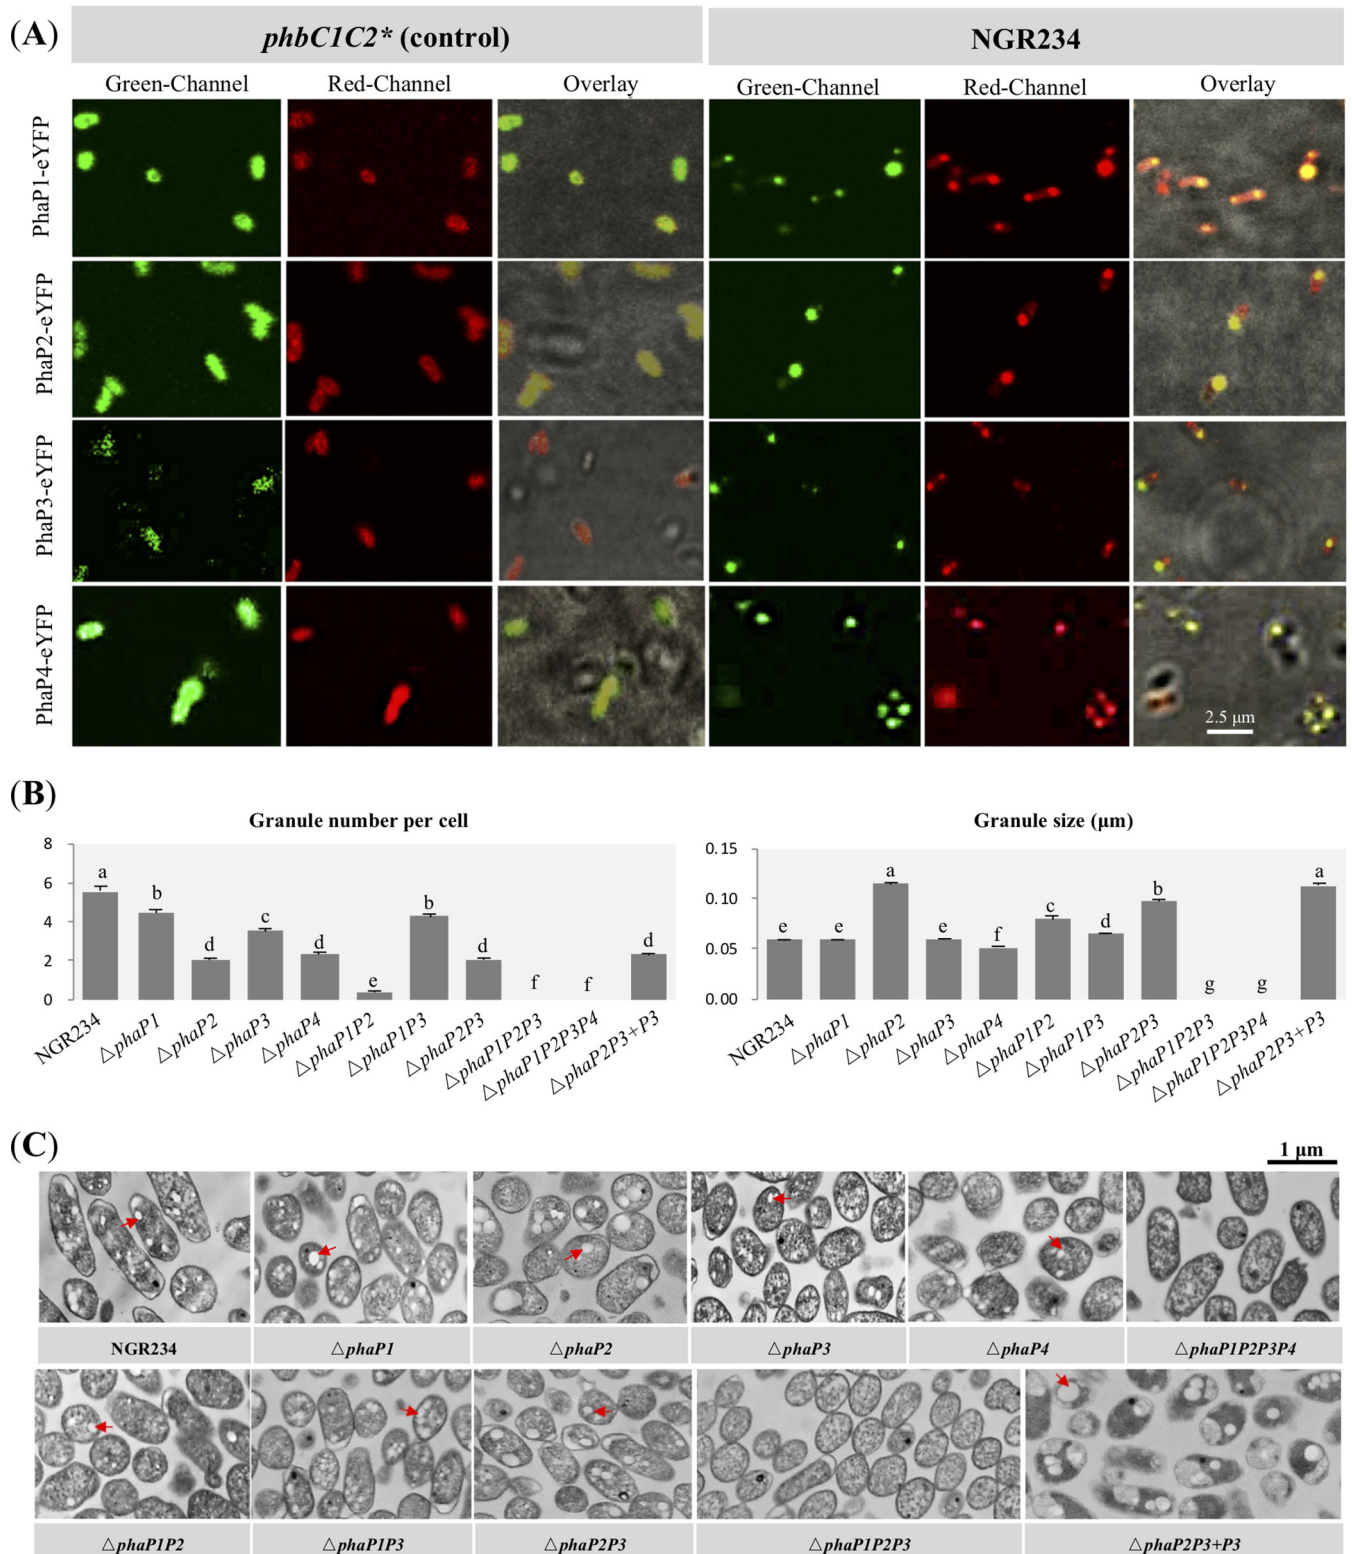 (A)
phbC1C2* (control) NGR234
Green-Channel Red-Channel Overlay Green-Channel Red-Channel Overlay
PhaP1-eYFP
PhaP2-eYFP
PhaP3-eYFP
PhaP4-eYFP
2.5 μm
(B)
Granule number per cell
8
6
4
2
0
a
b
d
c
d
e
b
d
f
f
d
NGR234
△phaP1
△phaP2
△phaP3
△phaP4
△phaP1P2
△phaP1P3
△phaP2P3
△phaP1P2P3
△phaP1P2P3P4
△phaP2P3+P3
Granule size (μm)
0.15
0.10
0.05
0.00
e
e
a
e
f
c
d
b
g
g
a
NGR234
△phaP1
△phaP2
△phaP3
△phaP4
△phaP1P2
△phaP1P3
△phaP2P3
△phaP1P2P3
△phaP1P2P3P4
△phaP2P3+P3
(C)
1 μm
NGR234 △phaP1 △phaP2 △phaP3 △phaP4 △phaP1P2P3P4
△phaP1P2 △phaP1P3 △phaP2P3 △phaP1P2P3 △phaP2P3+P3